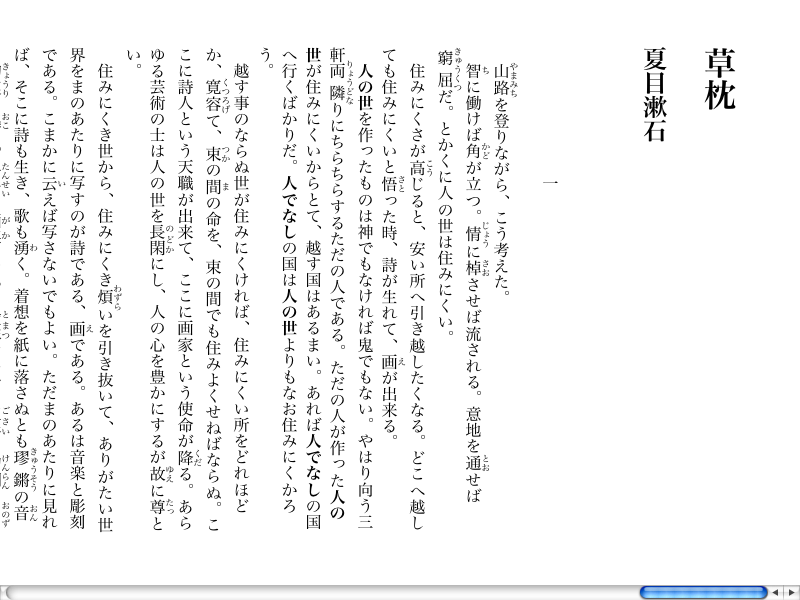 草枕
夏目漱石
一
山路を登りながら、こう考えた。
智に働けば角が立つ。情に棹させば流される。意地を通せば
窮屈だ。とかくに人の世は住みにくい。
住みにくさが高じると、安い所へ引き越したくなる。どこへ越し
ても住みにくいと悟った時、詩が生れて、画が出来る。
人の世を作ったものは神でもなければ鬼でもない。やはり向う三
軒両隣りにちらちらするただの人である。ただの人が作った人の
世が住みにくいからとて、越す国はあるまい。あれば人でなしの国
へ行くばかりだ。人でなしの国は人の世よりもなお住みにくかろ
う。
越す事のならぬ世が住みにくければ、住みにくい所をどれほど
か、寛容て、束の間の命を、束の間でも住みよくせねばならぬ。こ
こに詩人という天職が出来て、ここに画家という使命が降る。あら
ゆる芸術の士は人の世を長閑にし、人の心を豊かにするが故に尊と
い。
住みにくき世から、住みにくき煩いを引き抜いて、ありがたい世
界をまのあたりに写すのが詩である、画である。あるは音楽と彫刻
である。こまかに云えば写さないでもよい。ただまのあたりに見れ
ば、そこに詩も生き、歌も湧く。着想を紙に落さぬとも璆鏘の音